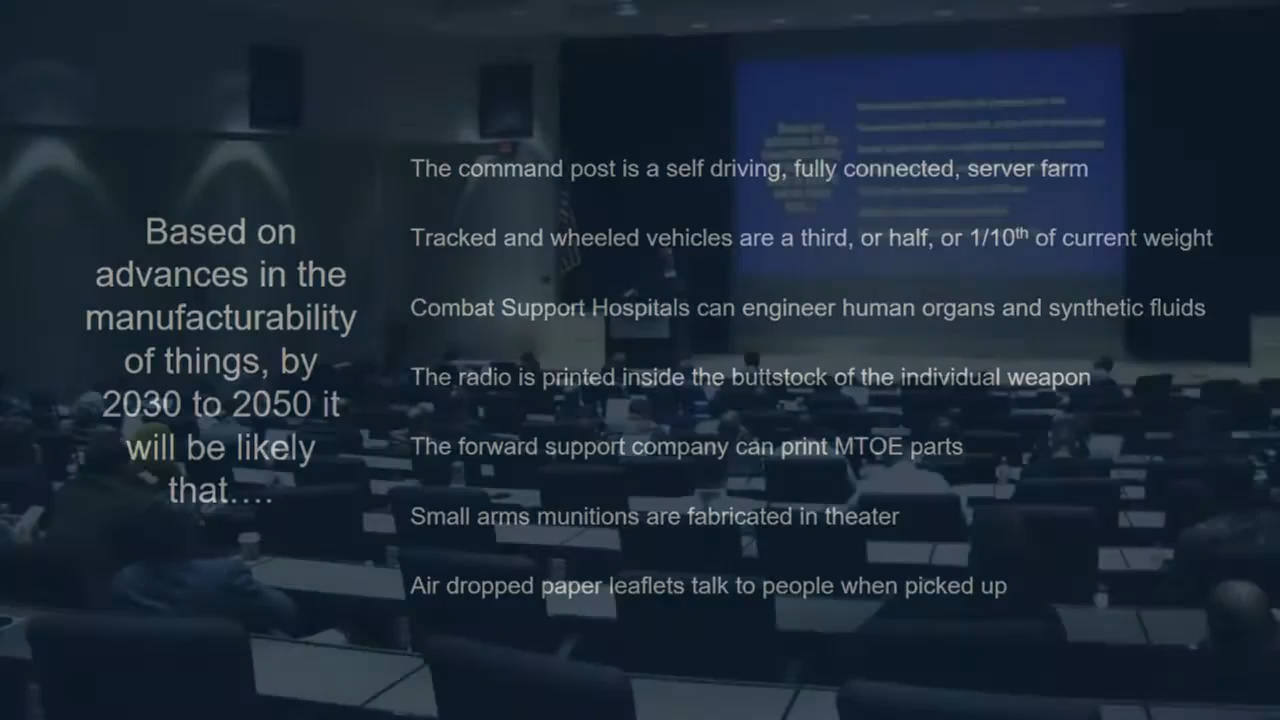 Based on
advances in the
manufacturability
of things, by
2030 to 2050 it
will be likely
that….
The command post is a self driving, fully connected, server farm
Tracked and wheeled vehicles are a third, or half, or 1/10th of current weight
Combat Support Hospitals can engineer human organs and synthetic fluids
The radio is printed inside the buttstock of the individual weapon
The forward support company can print MTOE parts
Small arms munitions are fabricated in theater
Air dropped paper leaflets talk to people when picked up